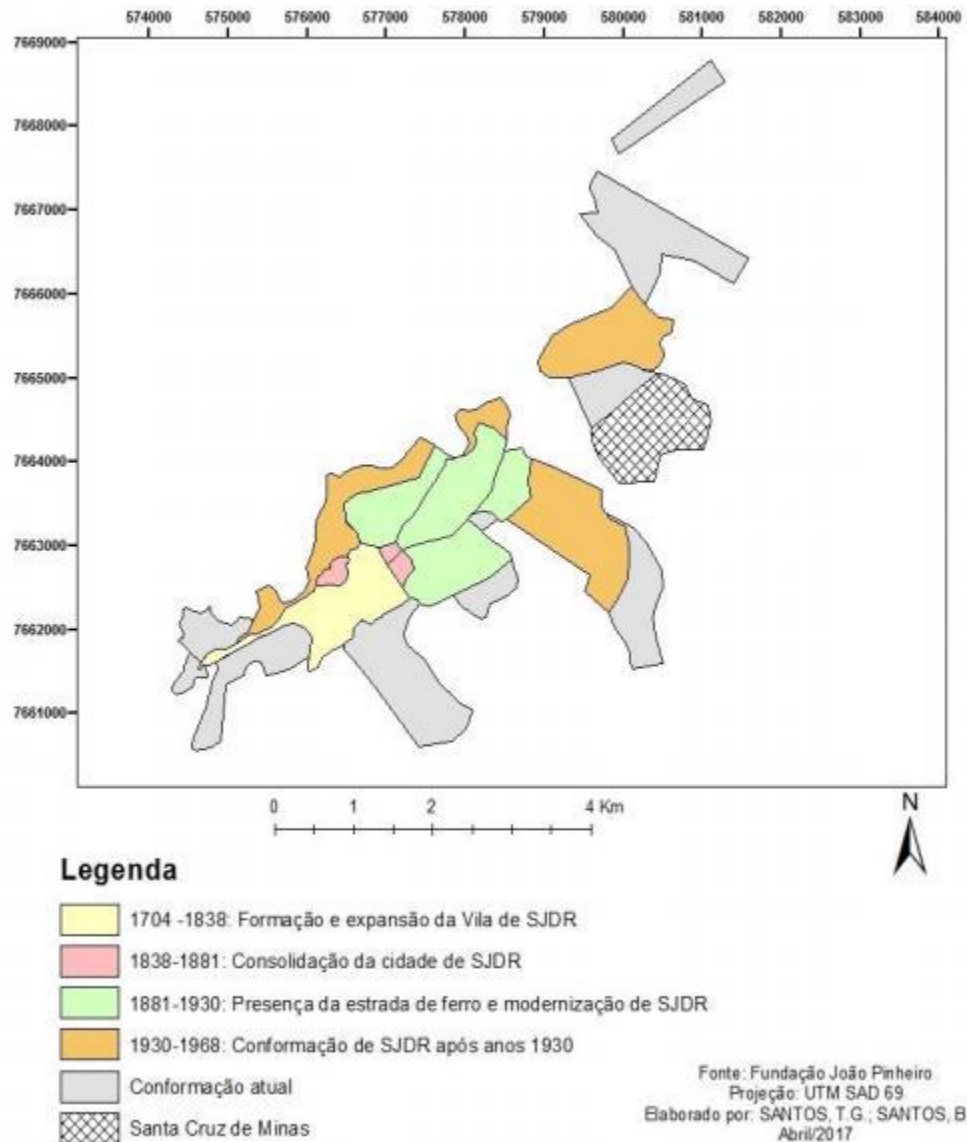 574000 575000 576000 577000 578000 579000 580000 581000 582000 583000 584000
7669000
7668000
7667000
7666000
7665000
7664000
7663000
7662000
7661000
0 1 2 4 Km
N
Legenda
1704 -1838: Formação e expansão da Vila de SJDR
1838-1881: Consolidação da cidade de SJDR
1881-1930: Presença da estrada de ferro e modernização de SJDR
1930-1968: Conformação de SJDR após anos 1930
Conformação atual
Santa Cruz de Minas
Fonte: Fundação João Pinheiro
Projeção: UTM SAD 69
Elaborado por: SANTOS, T.G.; SANTOS, B
Abril/2017